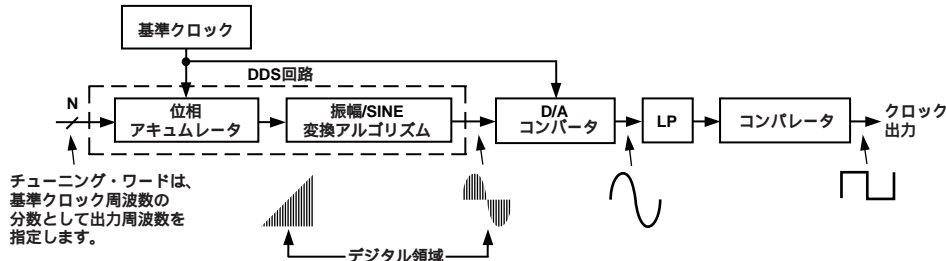 基準クロック
DDS回路
N
位相
アキュムレータ
振幅/SINE
変換アルゴリズム
D/A
コンバータ
LP
コンパレータ
クロック
出力
チューニング・ワードは、
基準クロック周波数の
分数として出力周波数を
指定します。
デジタル領域